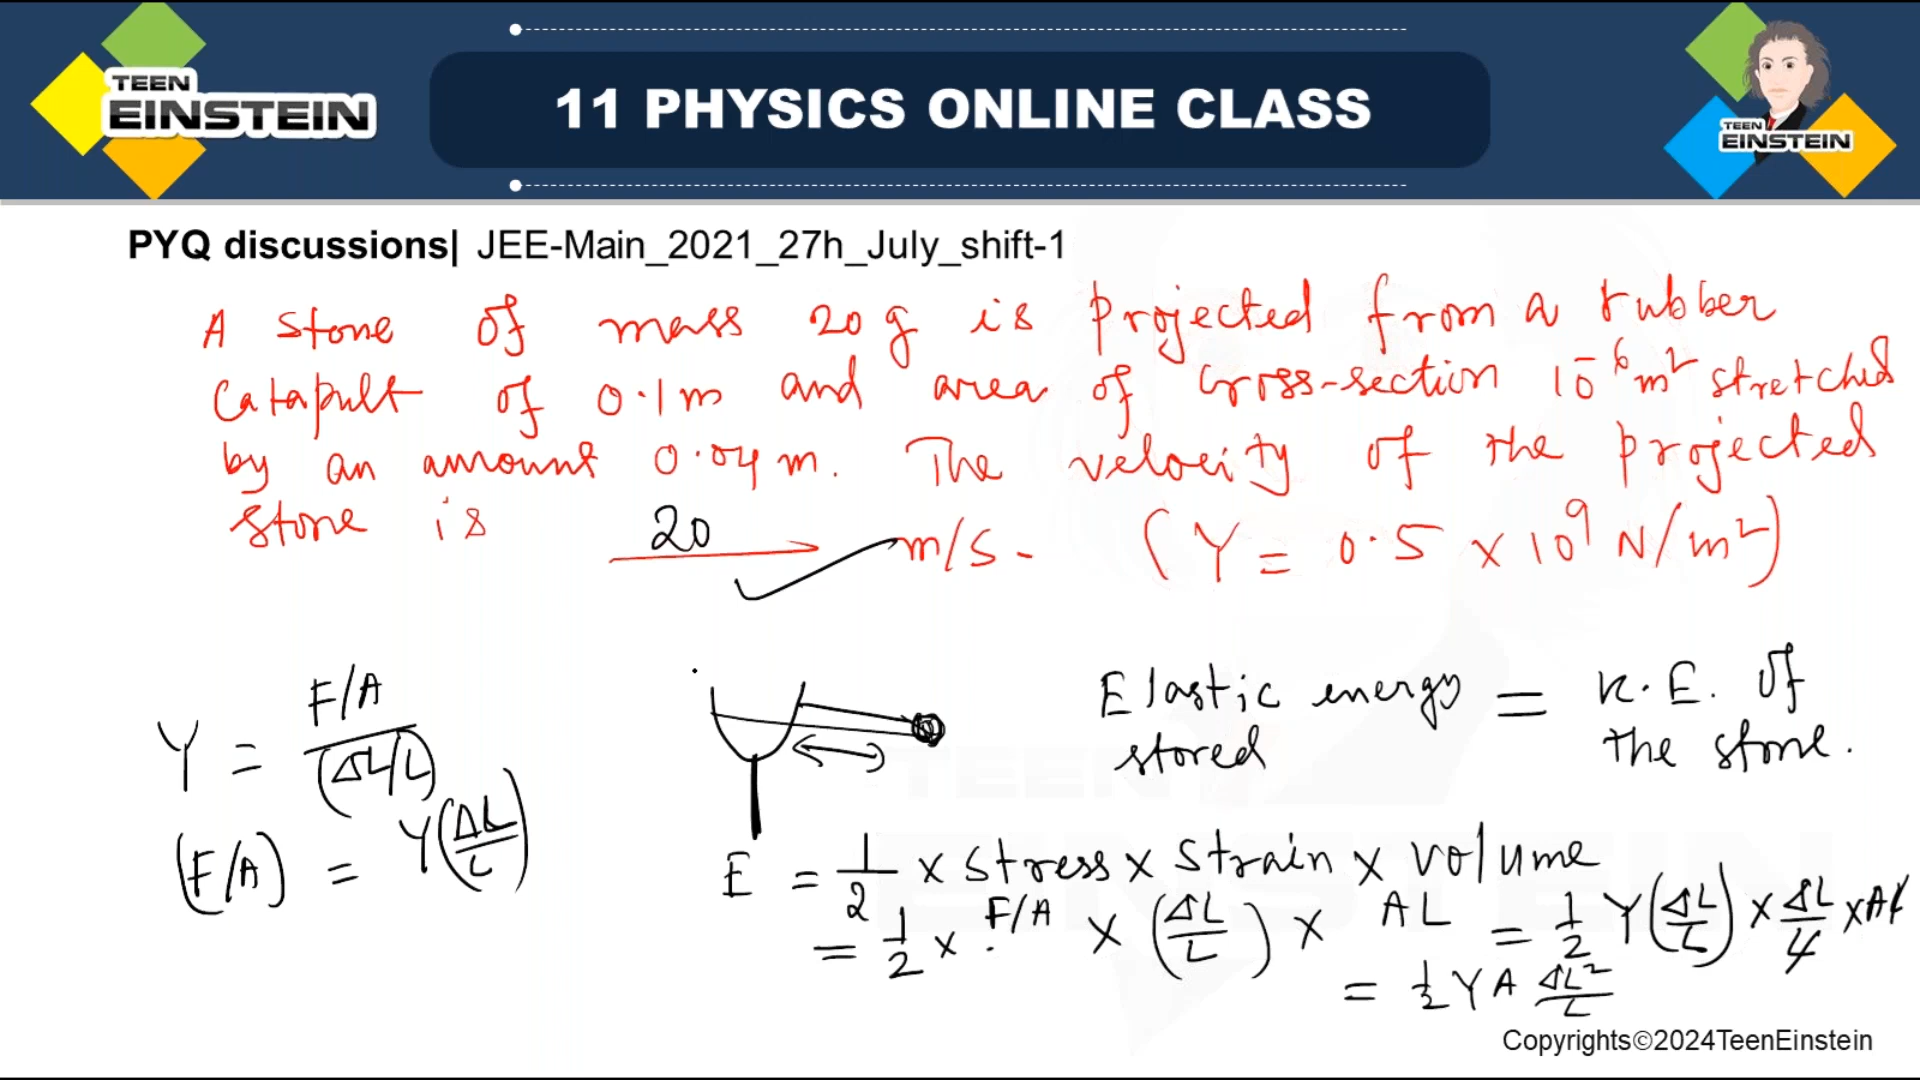 TEEN
EINSTEIN
11 PHYSICS ONLINE CLASS
TEEN
EINSTEIN
PYQ discussions| JEE-Main_2021_27h_July_shift-1
A stone of mass 20 g is projected from a rubber
catapult of 0.1 m and area of cross-section 10⁻⁶ m² stretched
by an amount 0.04 m. The velocity of the projected
stone is 20 m/s. (Y = 0.5 × 10⁹ N/m²)
Y = F/A / (ΔL/L)
(F/A) = Y(ΔL/L)
Elastic energy stored = K.E. of the stone.
E = 1/2 × stress × strain × volume
= 1/2 × F/A × (ΔL/L) × AL = 1/2 Y(ΔL/L) × ΔL/L × AL
= 1/2 YA ΔL²/L
Copyrights©2024TeenEinstein